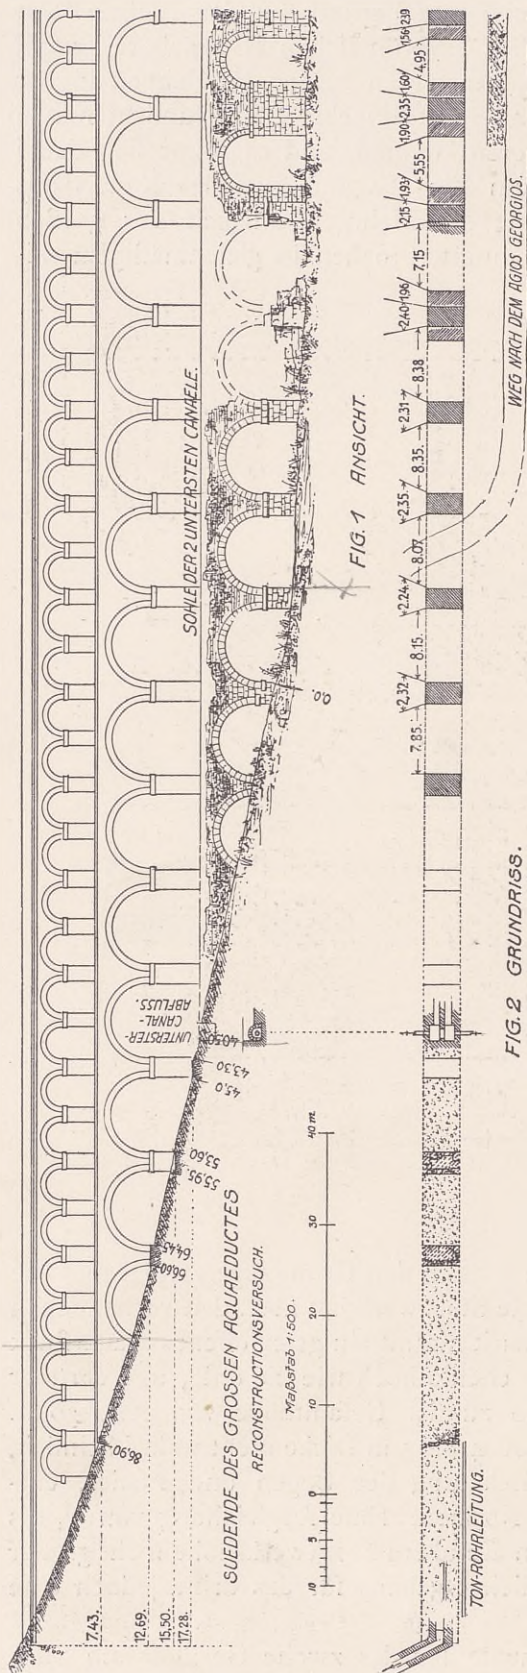 SOHLE DER 2 UNTERSTEN CANAELE.
UNTERSTER-
CANAL-
ABFLUSS.
0,0.
40,50
43.30
45.0
53,60
55,95.
64,45
66,60
86,90
7.43.
12.69.
15,50.
17,28.
FIG. 1 ANSICHT.
SUEDENDE DES GROSSEN AQUAEDUCTES
RECONSTRUCTIONSVERSUCH.
Maßstab 1:500.
10 5 0 10 20 30 40 m
7.85. 2,32 8.15. 2.24 8.07 2.35 8.35. 2.31 8.38 2.40 1,96 7.15 2,15 1,93 5.55 1,90 2,35 1,60 4.95 1,56 2,39
WEG NACH DEM AGIOS GEORGIOS.
TON-ROHRLEITUNG.
FIG. 2 GRUNDRISS.